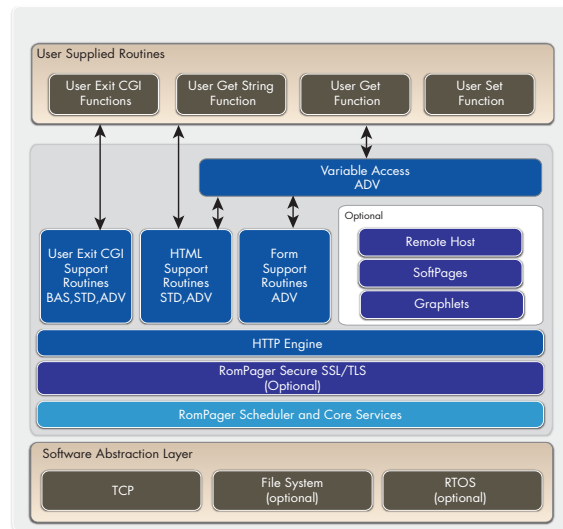 User Supplied Routines
User Exit CGI
Functions
User Get String
Function
User Get
Function
User Set
Function
Variable Access
ADV
User Exit CGI
Support
Routines
BAS,STD,ADV
HTML
Support
Routines
STD,ADV
Form
Support
Routines
ADV
Optional
Remote Host
SoftPages
Graphlets
HTTP Engine
RomPager Secure SSL/TLS
(Optional)
RomPager Scheduler and Core Services
Software Abstraction Layer
TCP
File System
(optional)
RTOS
(optional)